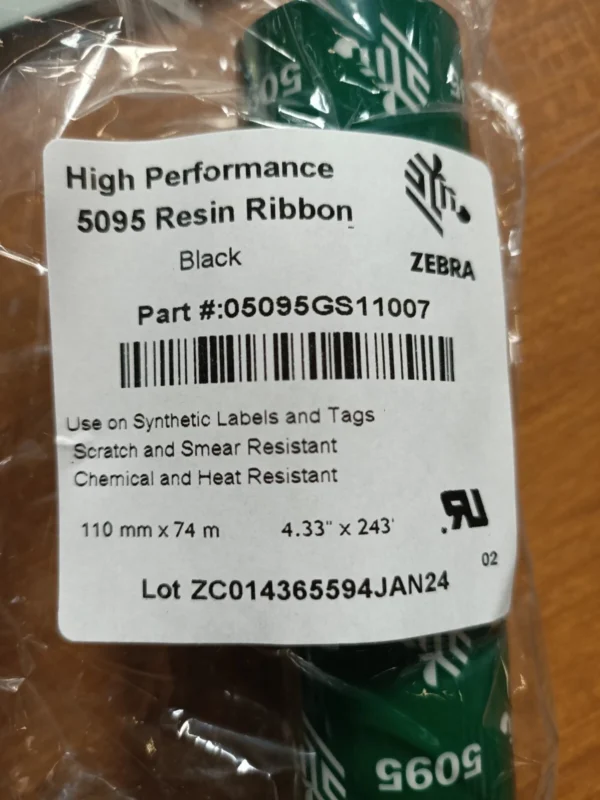 50
High Performance
5095 Resin Ribbon
Black
ZEBRA
Part #:05095GS11007
Use on Synthetic Labels and Tags
Scratch and Smear Resistant
Chemical and Heat Resistant
110 mm x 74 m 4.33" x 243'
02
Lot ZC014365594JAN24
5095